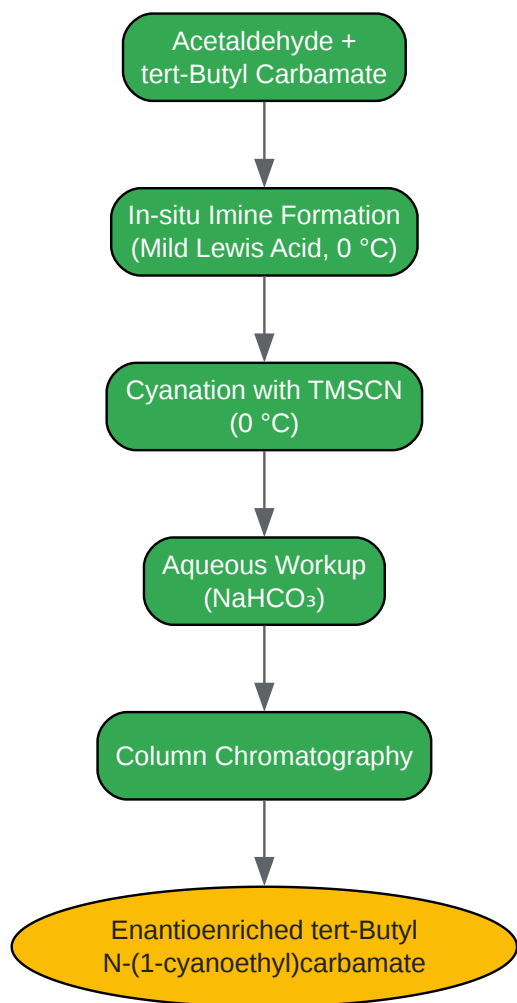 Acetaldehyde +
tert-Butyl Carbamate
In-situ Imine Formation
(Mild Lewis Acid, 0 °C)
Cyanation with TMSCN
(0 °C)
Aqueous Workup
(NaHCO₃)
Column Chromatography
Enantioenriched tert-Butyl
N-(1-cyanoethyl)carbamate